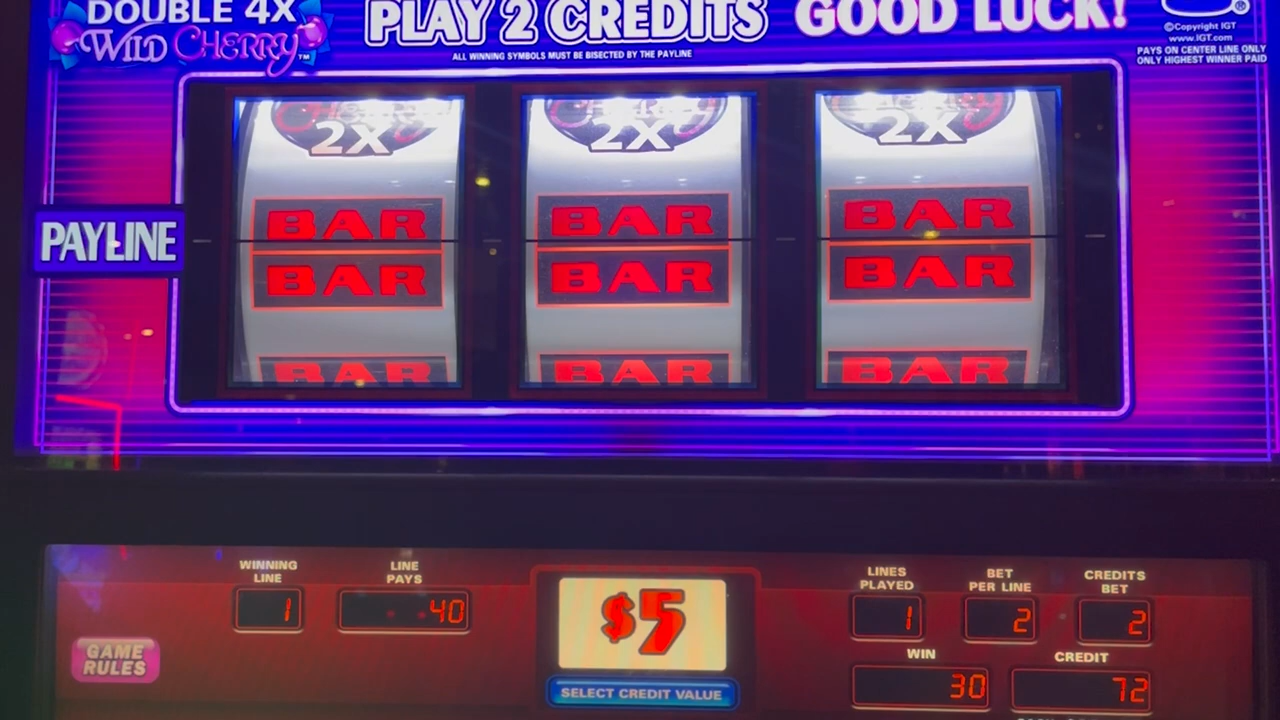 DOUBLE 4X
WILD CHERRY™
PLAY 2 CREDITS
GOOD LUCK!
ALL WINNING SYMBOLS MUST BE BISECTED BY THE PAYLINE
®
©Copyright IGT
www.IGT.com
PAYS ON CENTER LINE ONLY
ONLY HIGHEST WINNER PAID
2X 2X 2X
BAR BAR BAR
PAYLINE
BAR BAR BAR
BAR BAR BAR
WINNING
LINE
1
LINE
PAYS
40
$5
SELECT CREDIT VALUE
LINES
PLAYED
1
BET
PER LINE
2
CREDITS
BET
2
GAME
RULES
WIN
30
CREDIT
72